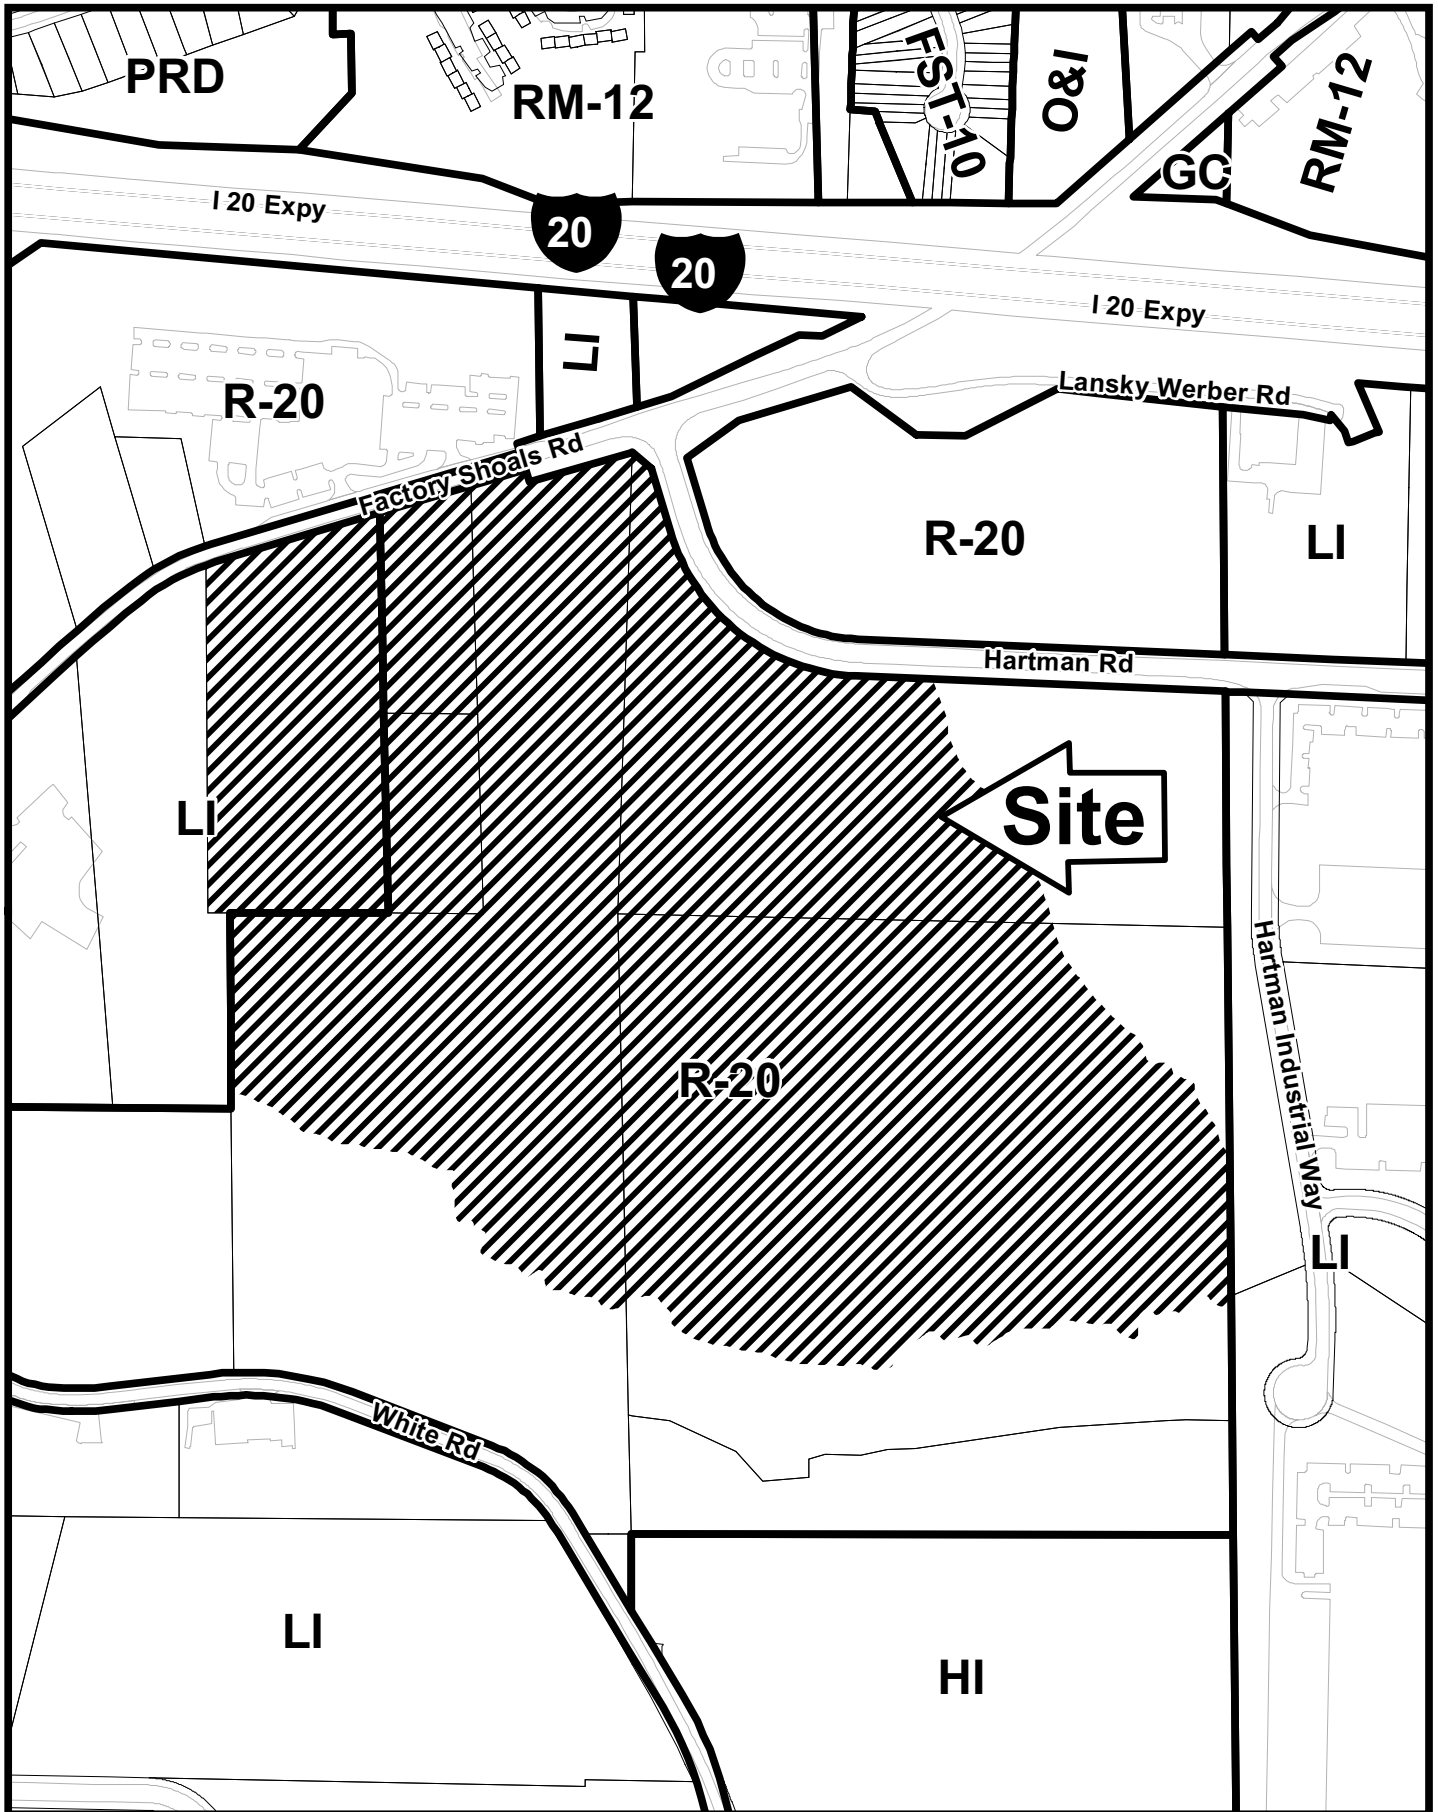 PRD
RM-12
FST-10
O&I
RM-12
GC
I 20 Expy
20
20
I 20 Expy
LI
Lansky Werber Rd
R-20
Factory Shoals Rd
R-20
LI
Hartman Rd
LI
Site
Hartman Industrial Way
R-20
LI
White Rd
LI
HI